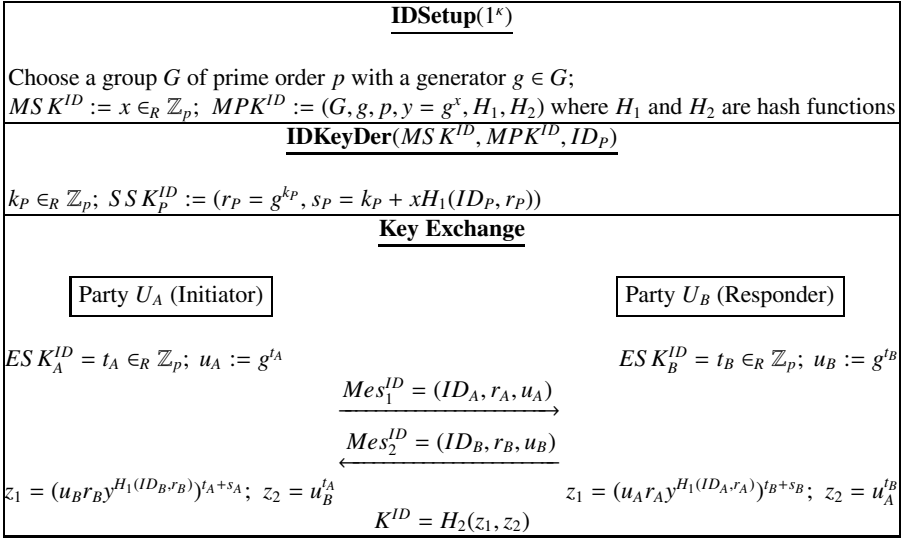 IDSetup(1^κ)
Choose a group G of prime order p with a generator g ∈ G;
MSK^{ID} := x ∈_R ℤ_p; MPK^{ID} := (G, g, p, y = g^x, H_1, H_2) where H_1 and H_2 are hash functions
IDKeyDer(MSK^{ID}, MPK^{ID}, ID_P)
k_P ∈_R ℤ_p; SSK_P^{ID} := (r_P = g^{k_P}, s_P = k_P + xH_1(ID_P, r_P))
Key Exchange
Party U_A (Initiator) Party U_B (Responder)
ESK_A^{ID} = t_A ∈_R ℤ_p; u_A := g^{t_A} ESK_B^{ID} = t_B ∈_R ℤ_p; u_B := g^{t_B}
Mes_1^{ID} = (ID_A, r_A, u_A)
Mes_2^{ID} = (ID_B, r_B, u_B)
z_1 = (u_B r_B y^{H_1(ID_B, r_B)})^{t_A+s_A}; z_2 = u_B^{t_A} z_1 = (u_A r_A y^{H_1(ID_A, r_A)})^{t_B+s_B}; z_2 = u_A^{t_B}
K^{ID} = H_2(z_1, z_2)